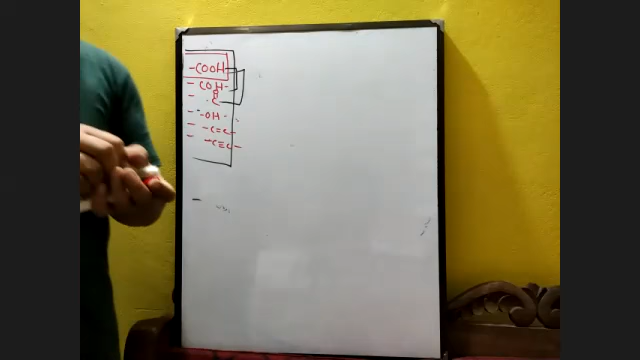 -COOH
- COH-
-OH -
-C=C-
-C≡C-